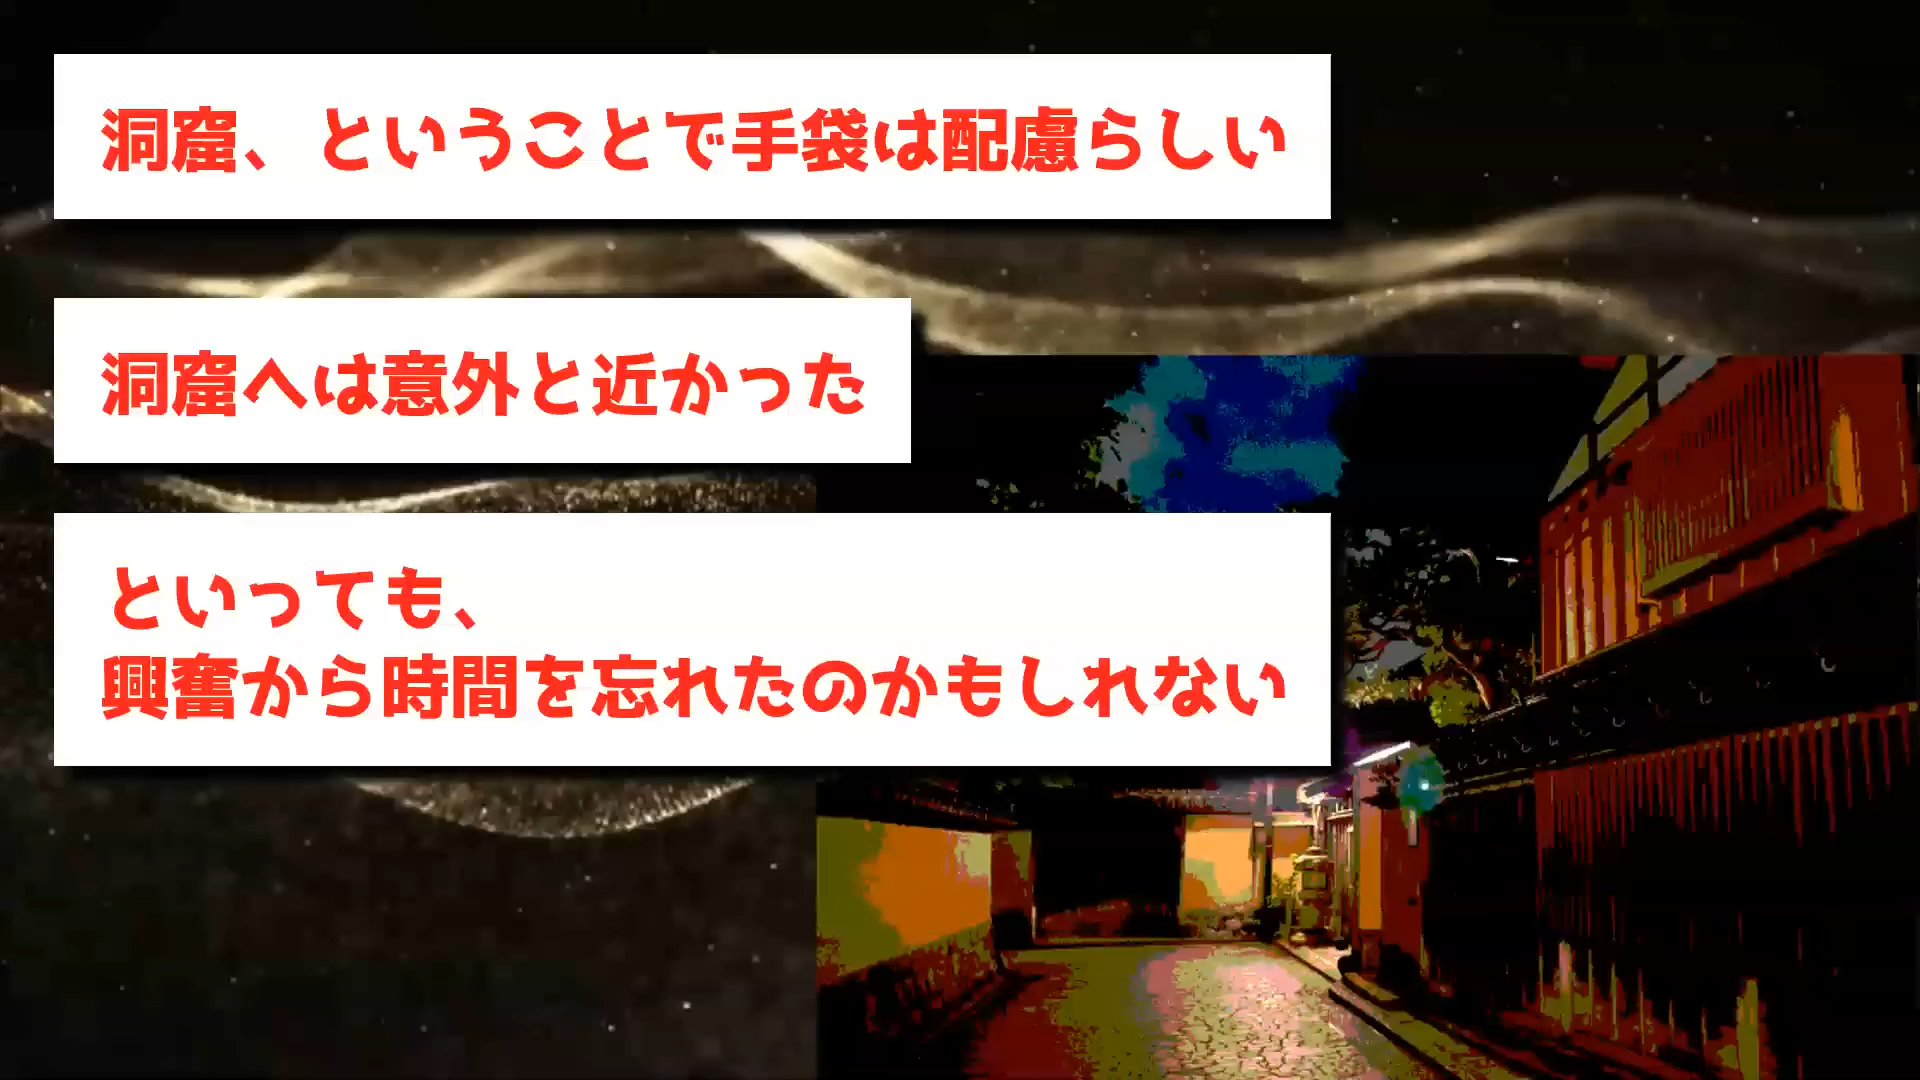 洞窟、ということで手袋は配慮らしい
洞窟へは意外と近かった
といっても、
興奮から時間を忘れたのかもしれない